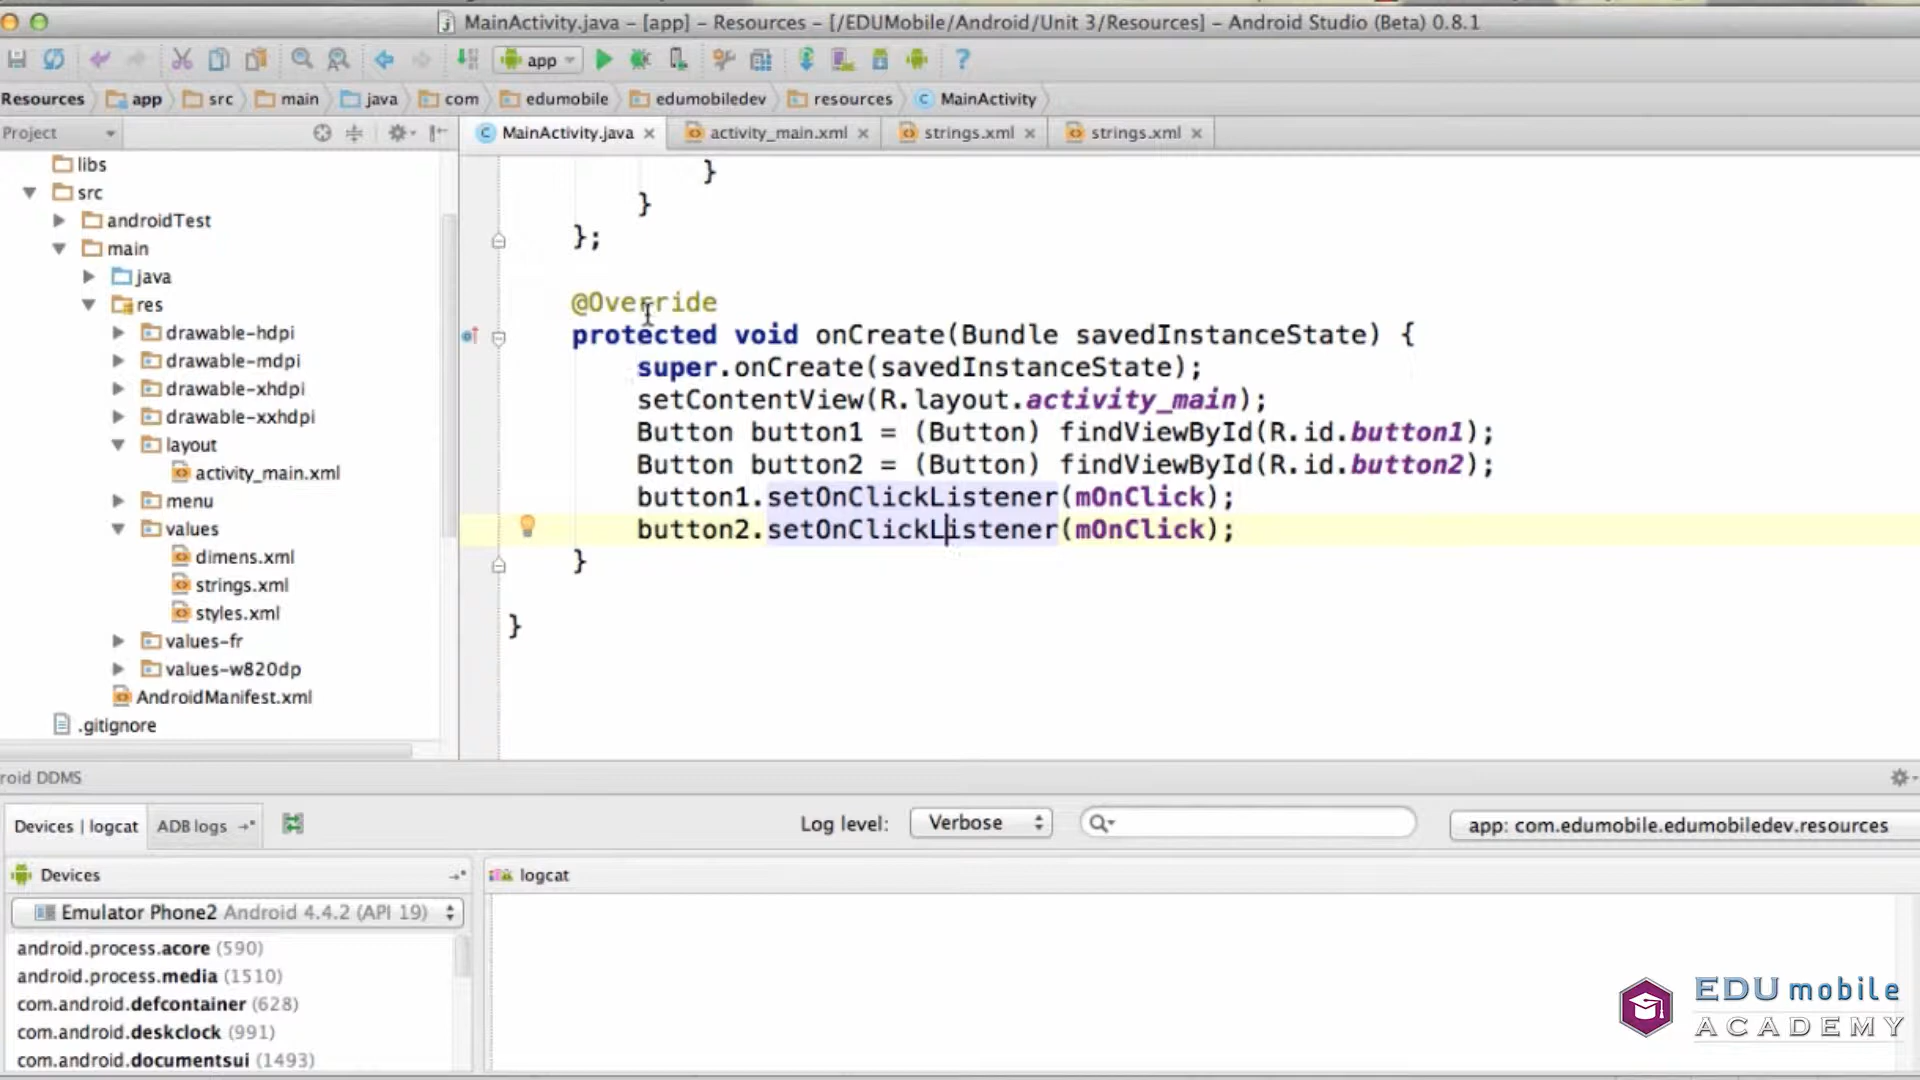 MainActivity.java – [app] – Resources – [/EDUMobile/Android/Unit 3/Resources] – Android Studio (Beta) 0.8.1
app
?
Resources app src main java com edumobile edumobiledev resources MainActivity
Project
MainActivity.java activity_main.xml strings.xml strings.xml
libs
src
androidTest
main
java
res
drawable-hdpi
drawable-mdpi
drawable-xhdpi
drawable-xxhdpi
layout
activity_main.xml
menu
values
dimens.xml
strings.xml
styles.xml
values-fr
values-w820dp
AndroidManifest.xml
.gitignore
}
}
};
@Override
protected void onCreate(Bundle savedInstanceState) {
super.onCreate(savedInstanceState);
setContentView(R.layout.activity_main);
Button button1 = (Button) findViewById(R.id.button1);
Button button2 = (Button) findViewById(R.id.button2);
button1.setOnClickListener(mOnClick);
button2.setOnClickListener(mOnClick);
}
}
roid DDMS
Devices | logcat ADB logs
Log level: Verbose
app: com.edumobile.edumobiledev.resources
Devices
logcat
Emulator Phone2 Android 4.4.2 (API 19)
android.process.acore (590)
android.process.media (1510)
com.android.defcontainer (628)
com.android.deskclock (991)
com.android.documentsui (1493)
EDU mobile
ACADEMY